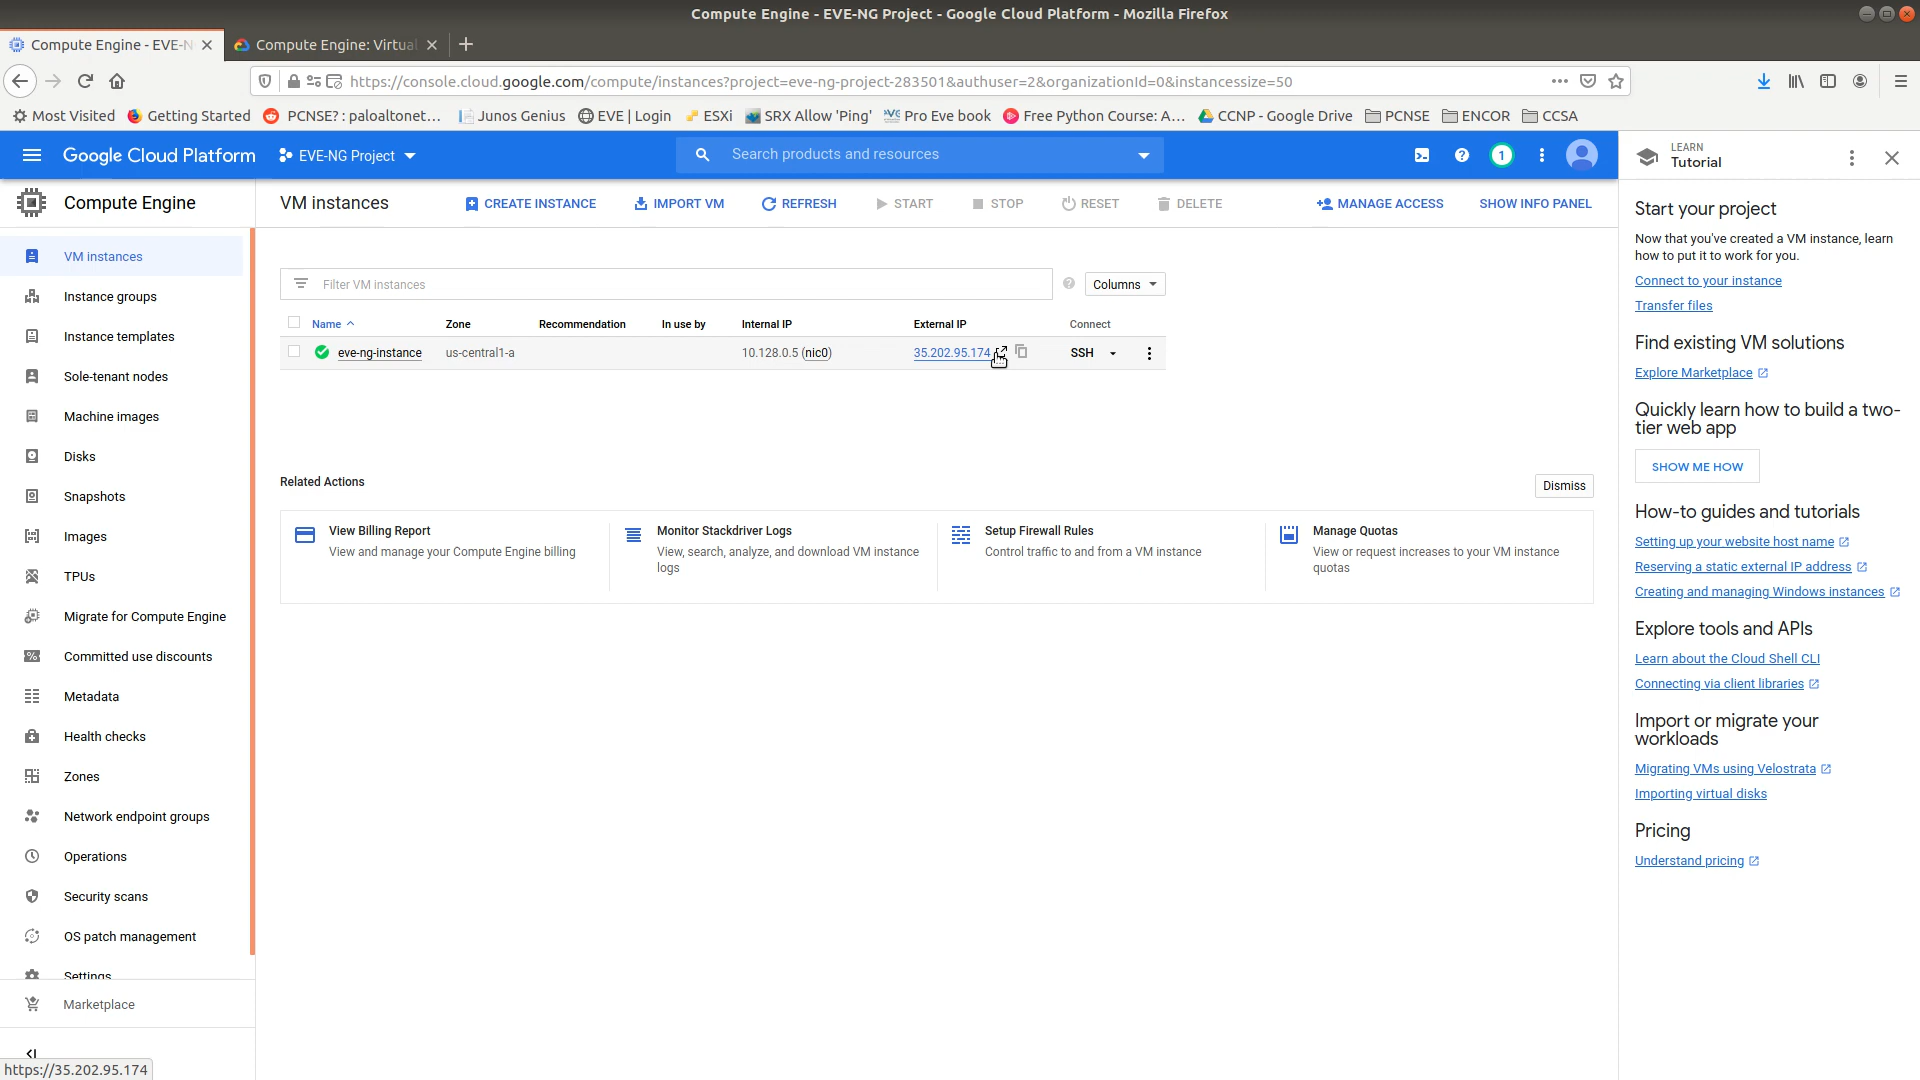 Compute Engine - EVE-NG Project - Google Cloud Platform - Mozilla Firefox
Compute Engine - EVE-N
Compute Engine: Virtual
https://console.cloud.google.com/compute/instances?project=eve-ng-project-283501&authuser=2&organizationId=0&instancessize=50
Most Visited Getting Started PCNSE? : paloaltonet... Junos Genius EVE | Login ESXi SRX Allow 'Ping' Pro Eve book Free Python Course: A... CCNP - Google Drive PCNSE ENCOR CCSA
Google Cloud Platform EVE-NG Project Search products and resources 1
LEARN
Tutorial
Compute Engine
VM instances CREATE INSTANCE IMPORT VM REFRESH START STOP RESET DELETE MANAGE ACCESS SHOW INFO PANEL
VM instances
Instance groups
Instance templates
Sole-tenant nodes
Machine images
Disks
Snapshots
Images
TPUs
Migrate for Compute Engine
Committed use discounts
Metadata
Health checks
Zones
Network endpoint groups
Operations
Security scans
OS patch management
Settings
Marketplace
https://35.202.95.174
Filter VM instances Columns
Name Zone Recommendation In use by Internal IP External IP Connect
eve-ng-instance us-central1-a 10.128.0.5 (nic0) 35.202.95.174 SSH
Related Actions
Dismiss
View Billing Report
View and manage your Compute Engine billing
Monitor Stackdriver Logs
View, search, analyze, and download VM instance
logs
Setup Firewall Rules
Control traffic to and from a VM instance
Manage Quotas
View or request increases to your VM instance
quotas
Start your project
Now that you've created a VM instance, learn
how to put it to work for you.
Connect to your instance
Transfer files
Find existing VM solutions
Explore Marketplace
Quickly learn how to build a two-
tier web app
SHOW ME HOW
How-to guides and tutorials
Setting up your website host name
Reserving a static external IP address
Creating and managing Windows instances
Explore tools and APIs
Learn about the Cloud Shell CLI
Connecting via client libraries
Import or migrate your
workloads
Migrating VMs using Velostrata
Importing virtual disks
Pricing
Understand pricing